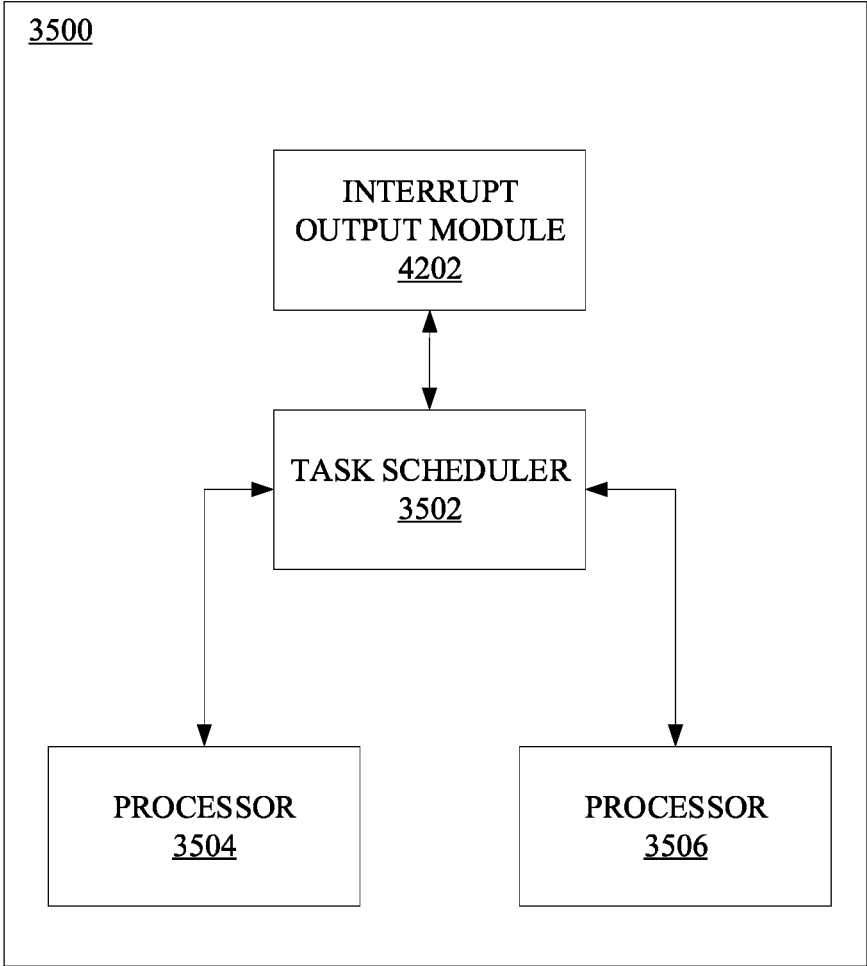 3500
INTERRUPT
OUTPUT MODULE
4202
TASK SCHEDULER
3502
PROCESSOR
3504
PROCESSOR
3506